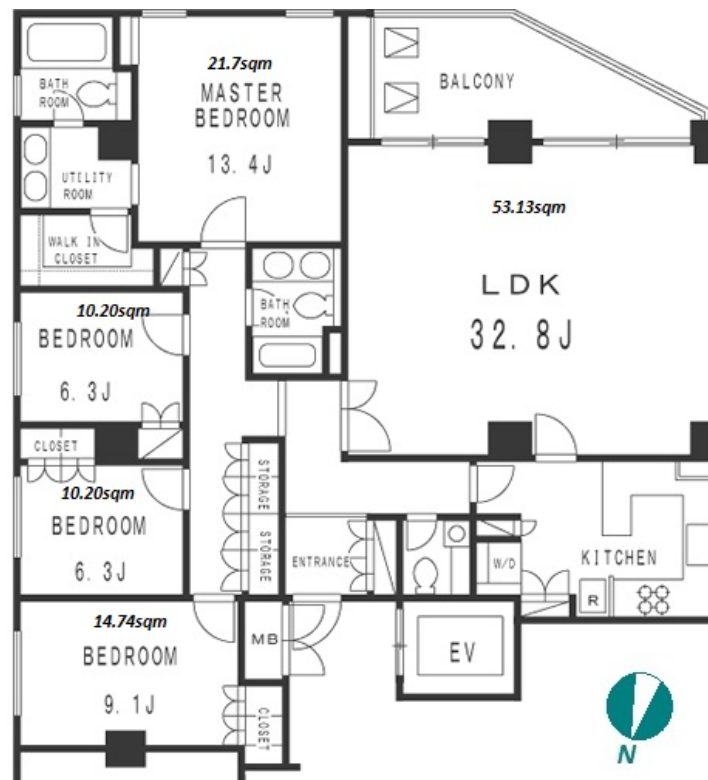 21.7sqm
MASTER
BEDROOM
13.4J
BATH
ROOM
UTILITY
ROOM
WALK IN
CLOSET
BALCONY
53.13sqm
LDK
32.8J
BATH
ROOM
10.20sqm
BEDROOM
6.3J
CLOSET
10.20sqm
BEDROOM
6.3J
STORAGE
STORAGE
ENTRANCE
W/D
KITCHEN
R
14.74sqm
BEDROOM
9.1J
MB
CLOSET
EV
N